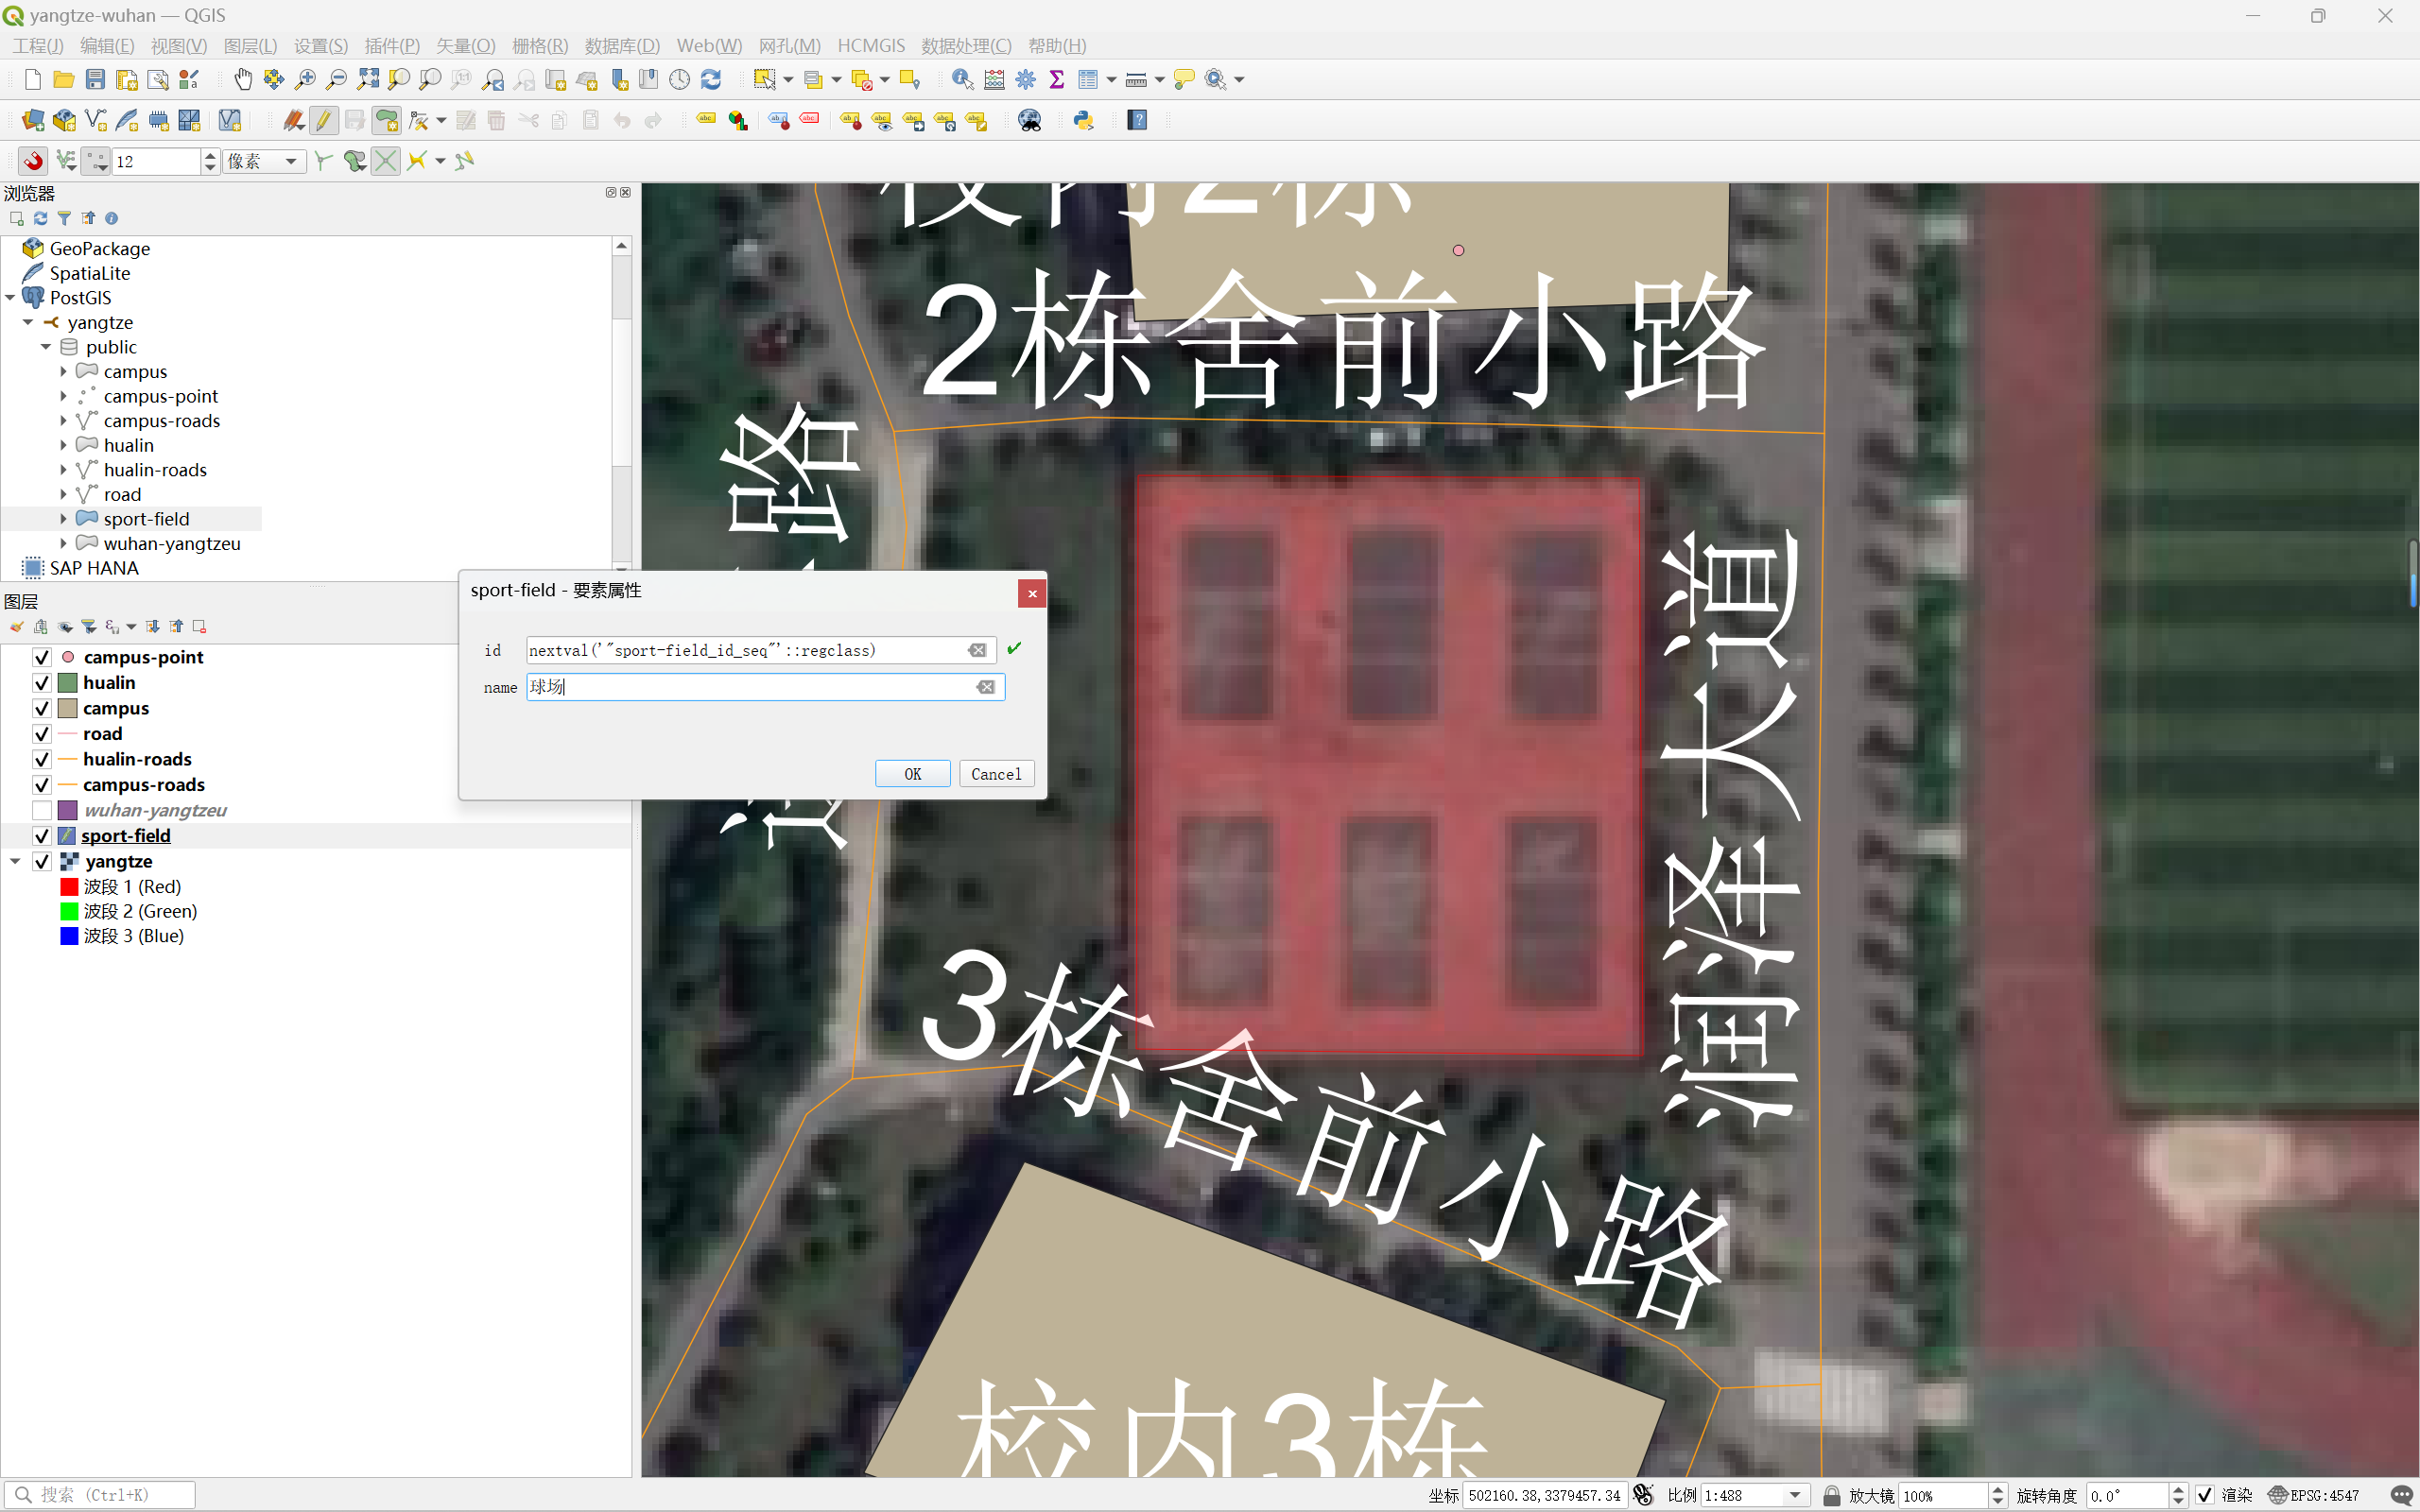 yangtze-wuhan — QGIS
工程(J) 编辑(E) 视图(V) 图层(L) 设置(S) 插件(P) 矢量(O) 栅格(R) 数据库(D) Web(W) 网孔(M) HCMGIS 数据处理(C) 帮助(H)
12 像素
浏览器
GeoPackage
SpatiaLite
PostGIS
yangtze
public
campus
campus-point
campus-roads
hualin
hualin-roads
road
sport-field
wuhan-yangtzeu
SAP HANA
图层
campus-point
hualin
campus
road
hualin-roads
campus-roads
wuhan-yangtzeu
sport-field
yangtze
波段 1 (Red)
波段 2 (Green)
波段 3 (Blue)
sport-field - 要素属性
id nextval('"sport-field_id_seq"'::regclass)
name 球场
OK Cancel
校内2栋
2栋舍前小路
路
润泽大道
3栋舍前小路
校内3栋
搜索 (Ctrl+K)
坐标 502160.38,3379457.34 比例 1:488 放大镜 100% 旋转角度 0.0° 渲染 EPSG:4547